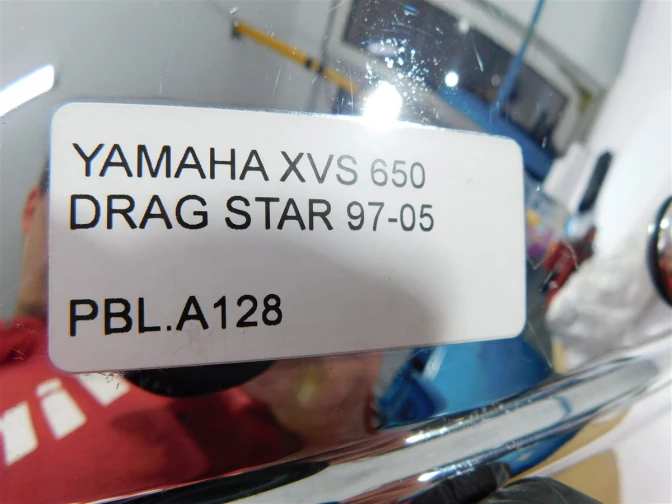 YAMAHA XVS 650
DRAG STAR 97-05
PBL.A128